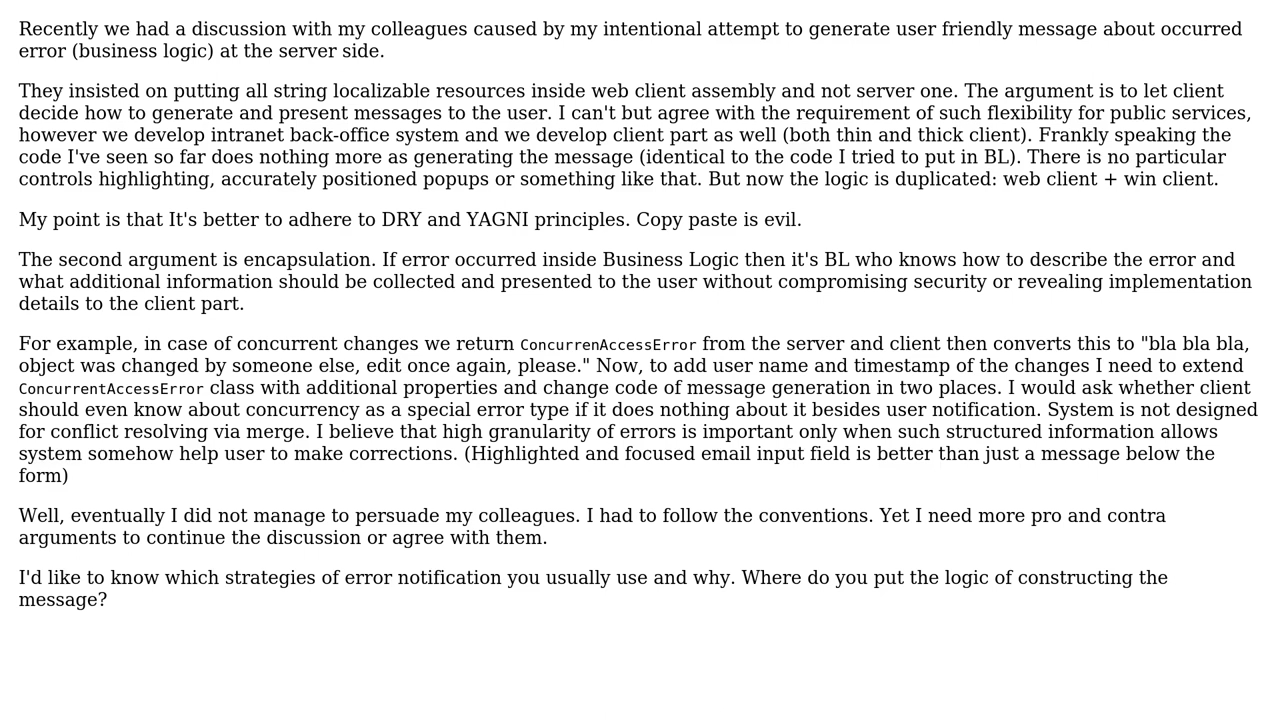 Recently we had a discussion with my colleagues caused by my intentional attempt to generate user friendly message about occurred
error (business logic) at the server side.
They insisted on putting all string localizable resources inside web client assembly and not server one. The argument is to let client
decide how to generate and present messages to the user. I can't but agree with the requirement of such flexibility for public services,
however we develop intranet back-office system and we develop client part as well (both thin and thick client). Frankly speaking the
code I've seen so far does nothing more as generating the message (identical to the code I tried to put in BL). There is no particular
controls highlighting, accurately positioned popups or something like that. But now the logic is duplicated: web client + win client.
My point is that It's better to adhere to DRY and YAGNI principles. Copy paste is evil.
The second argument is encapsulation. If error occurred inside Business Logic then it's BL who knows how to describe the error and
what additional information should be collected and presented to the user without compromising security or revealing implementation
details to the client part.
For example, in case of concurrent changes we return ConcurrenAccessError from the server and client then converts this to "bla bla bla,
object was changed by someone else, edit once again, please." Now, to add user name and timestamp of the changes I need to extend
ConcurrentAccessError class with additional properties and change code of message generation in two places. I would ask whether client
should even know about concurrency as a special error type if it does nothing about it besides user notification. System is not designed
for conflict resolving via merge. I believe that high granularity of errors is important only when such structured information allows
system somehow help user to make corrections. (Highlighted and focused email input field is better than just a message below the
form)
Well, eventually I did not manage to persuade my colleagues. I had to follow the conventions. Yet I need more pro and contra
arguments to continue the discussion or agree with them.
I'd like to know which strategies of error notification you usually use and why. Where do you put the logic of constructing the
message?